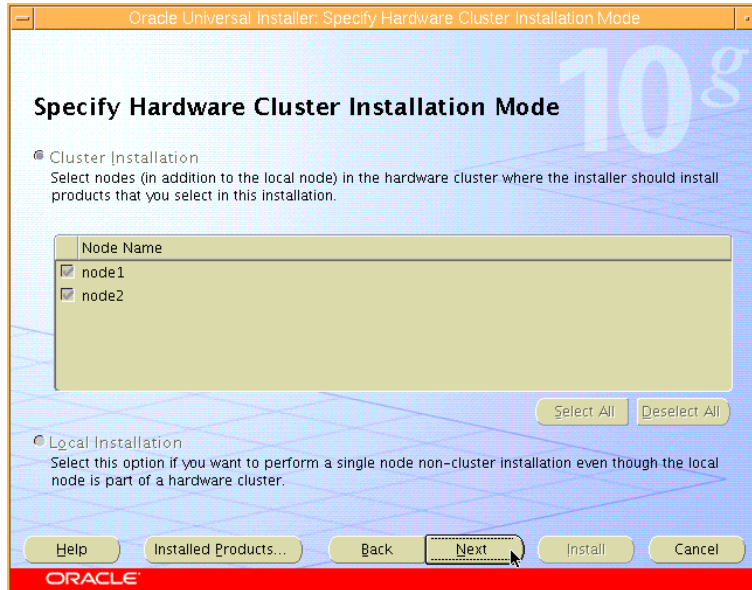 Oracle Universal Installer: Specify Hardware Cluster Installation Mode
10g
Specify Hardware Cluster Installation Mode
Cluster Installation
Select nodes (in addition to the local node) in the hardware cluster where the installer should install
products that you select in this installation.
Node Name
node1
node2
Select All Deselect All
Local Installation
Select this option if you want to perform a single node non-cluster installation even though the local
node is part of a hardware cluster.
Help Installed Products... Back Next Install Cancel
ORACLE